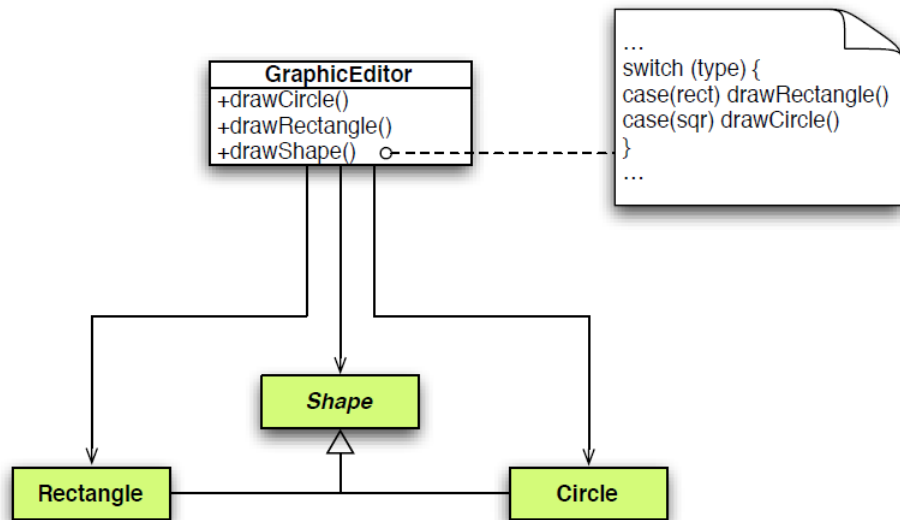 GraphicEditor
+drawCircle()
+drawRectangle()
+drawShape()
...
switch (type) {
case(rect) drawRectangle()
case(sqr) drawCircle()
}
...
Shape
Rectangle
Circle